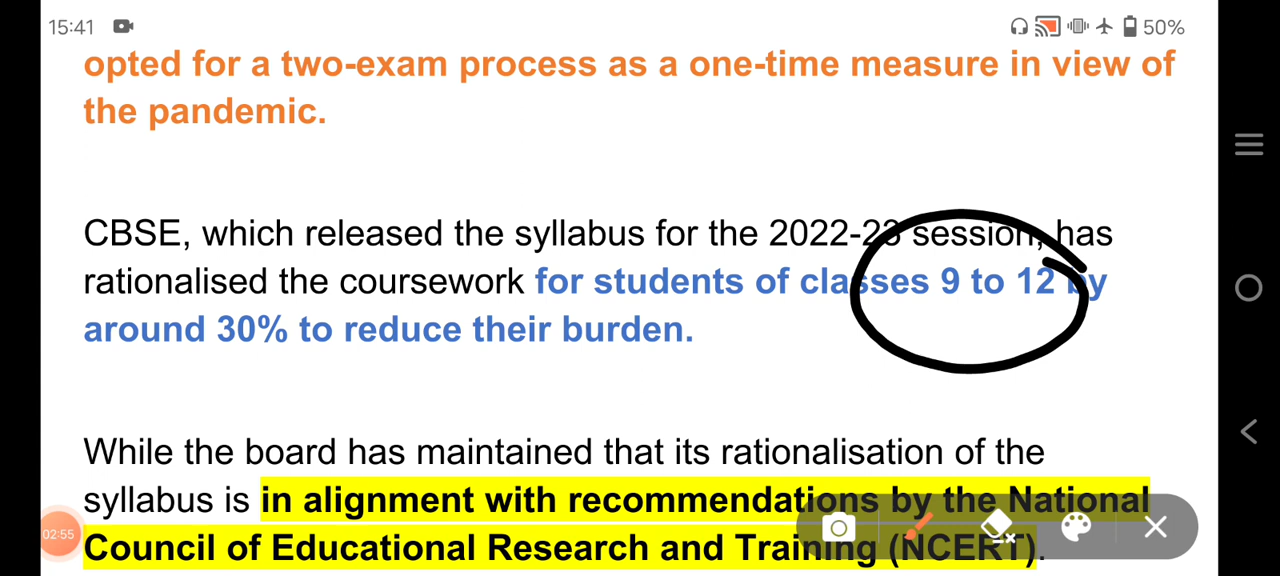 15:41 50%
opted for a two-exam process as a one-time measure in view of
the pandemic.
CBSE, which released the syllabus for the 2022-23 session, has
rationalised the coursework for students of classes 9 to 12 by
around 30% to reduce their burden.
While the board has maintained that its rationalisation of the
syllabus is in alignment with recommendations by the National
02:55
Council of Educational Research and Training (NCERT).